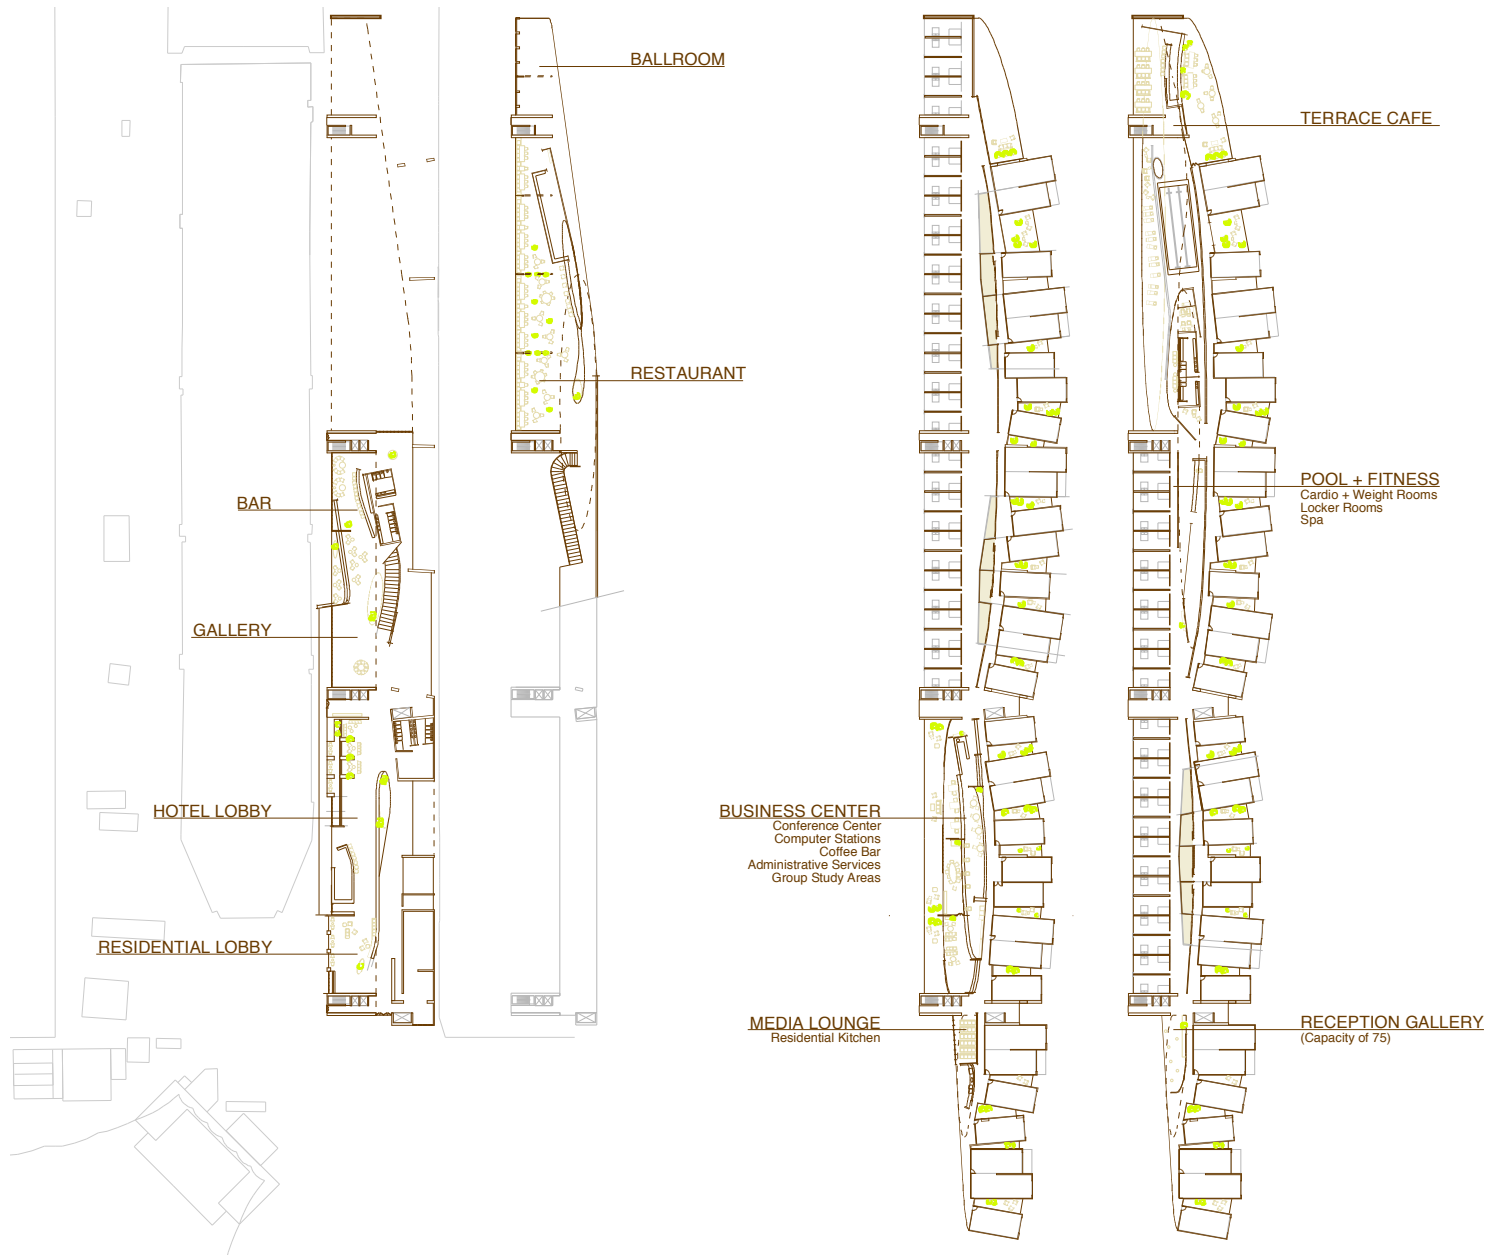 BALLROOM
RESTAURANT
BAR
GALLERY
HOTEL LOBBY
RESIDENTIAL LOBBY
BUSINESS CENTER
Conference Center
Computer Stations
Coffee Bar
Administrative Services
Group Study Areas
MEDIA LOUNGE
Residential Kitchen
TERRACE CAFE
POOL + FITNESS
Cardio + Weight Rooms
Locker Rooms
Spa
RECEPTION GALLERY
(Capacity of 75)